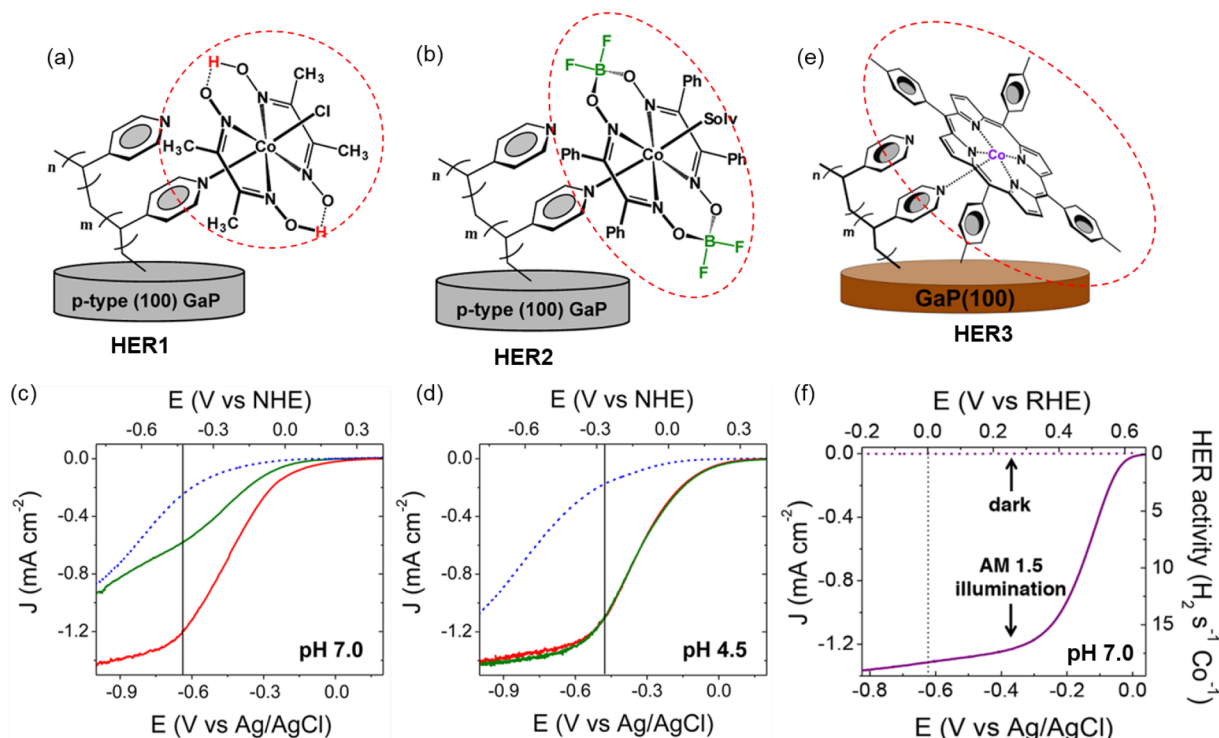 (a)
H
O
O
N
CH3
Cl
N
N
H3C
Co
N
N
CH3
n
m
N
N
CH3
O
O
H
p-type (100) GaP
HER1
(b)
F
F
B
O
O
N
Ph
Solv
N
N
Ph
Co
Ph
N
N
Ph
n
m
O
O
B
F
F
p-type (100) GaP
HER2
(e)
N
N
Co
N
N
N
N
n
m
GaP(100)
HER3
(c)
E (V vs NHE)
-0.6 -0.3 0.0 0.3
0.0
-0.4
-0.8
-1.2
J (mA cm-2)
pH 7.0
-0.9 -0.6 -0.3 0.0
E (V vs Ag/AgCl)
(d)
E (V vs NHE)
-0.6 -0.3 0.0 0.3
0.0
-0.4
-0.8
-1.2
J (mA cm-2)
pH 4.5
-0.9 -0.6 -0.3 0.0
E (V vs Ag/AgCl)
(f)
E (V vs RHE)
-0.2 0.0 0.2 0.4 0.6
0.0
-0.4
-0.8
-1.2
J (mA cm-2)
dark
AM 1.5
illumination
pH 7.0
0
5
10
15
HER activity (H2 s-1 Co-1)
-0.8 -0.6 -0.4 -0.2 0.0
E (V vs Ag/AgCl)